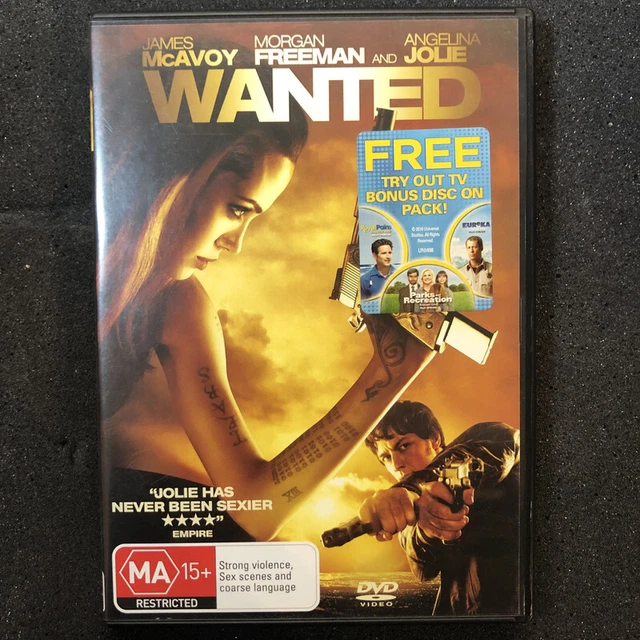 JAMES MORGAN ANGELINA
McAVOY FREEMAN AND JOLIE
WANTED
FREE
TRY OUT TV
BONUS DISC ON
PACK!
EUREKA
Parks and
Recreation
VIII
'JOLIE HAS
NEVER BEEN SEXIER
★★★★"
EMPIRE
MA 15+
RESTRICTED
Strong violence,
Sex scenes and
coarse language
DVD
VIDEO